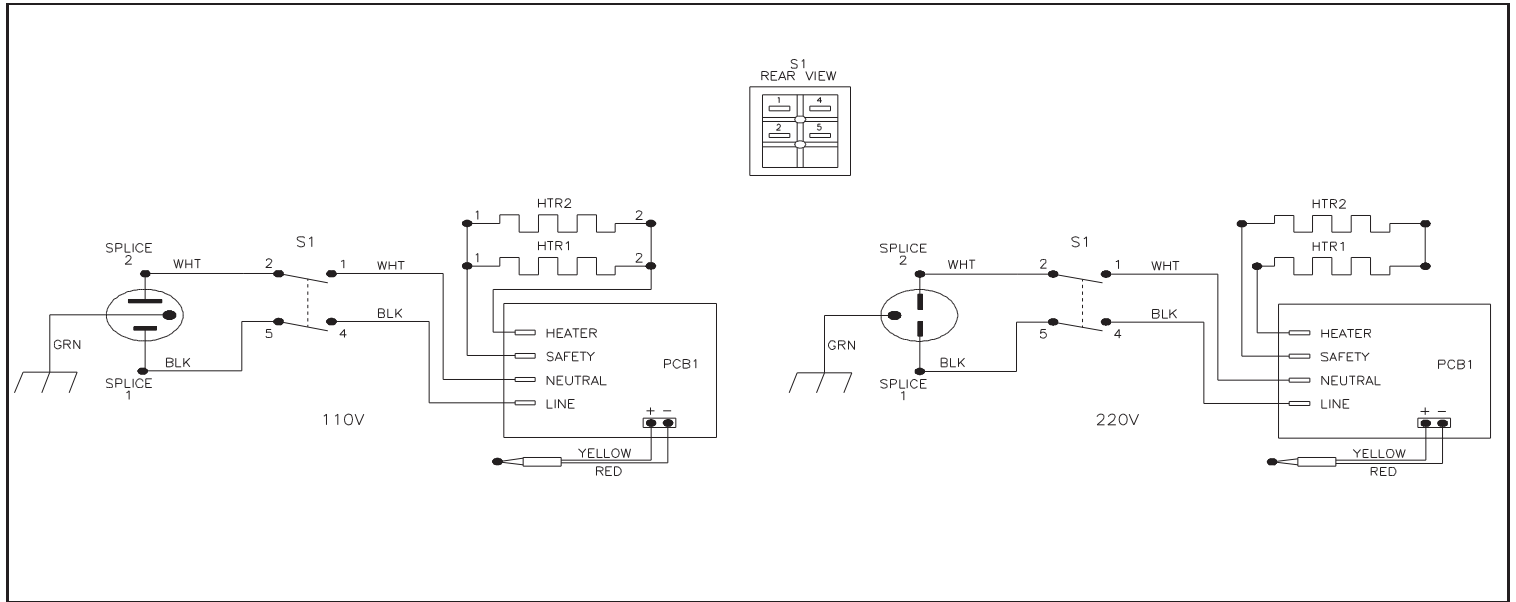 S1
REAR VIEW
1 4
2 5
HTR2
1 2
HTR1
1 2
SPLICE
2
S1
WHT 2 1 WHT
BLK
5 4
GRN
BLK
SPLICE
1
HEATER
SAFETY
NEUTRAL
LINE
PCB1
110V
+ -
YELLOW
RED
HTR2
HTR1
SPLICE
2
S1
WHT 2 1 WHT
BLK
5 4
GRN
BLK
SPLICE
1
HEATER
SAFETY
NEUTRAL
LINE
PCB1
220V
+ -
YELLOW
RED